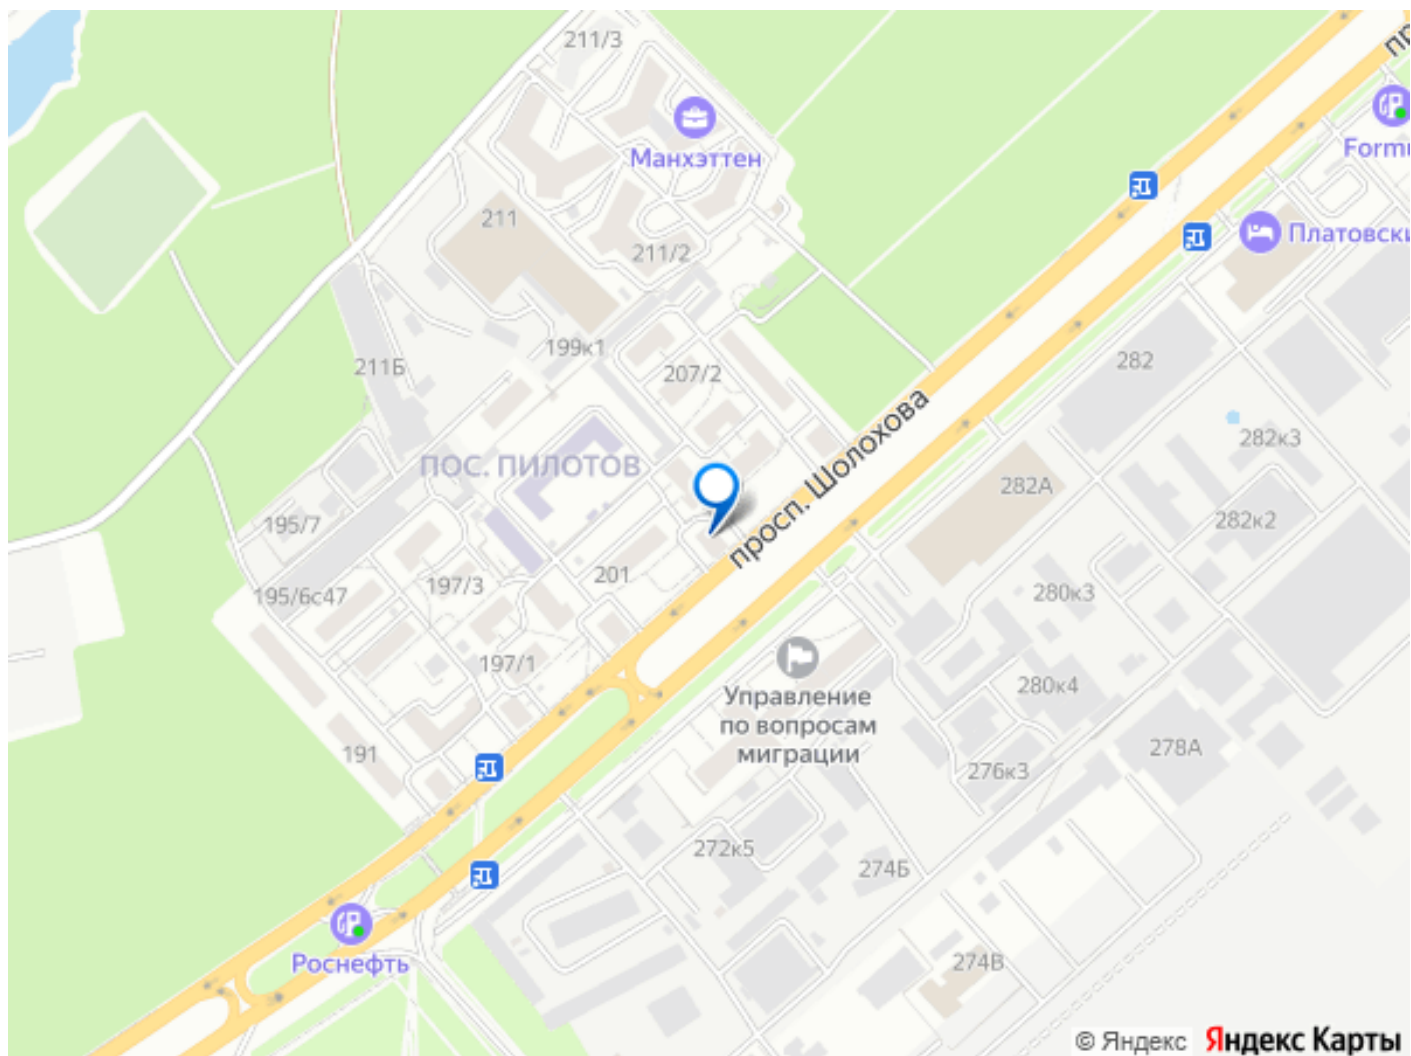 211/3
Манхэттен
Formu
211
211/2
Платовски
199к1
282
211Б
207/2
просп. Шолохова
282к3
ПОС. ПИЛОТОВ
282А
195/7
282к2
201
197/3
195/6с47
280к3
197/1
Управление
по вопросам
миграции
280к4
191
278А
276к3
272к5
274Б
Роснефть
274В
© Яндекс
Яндекс Карты